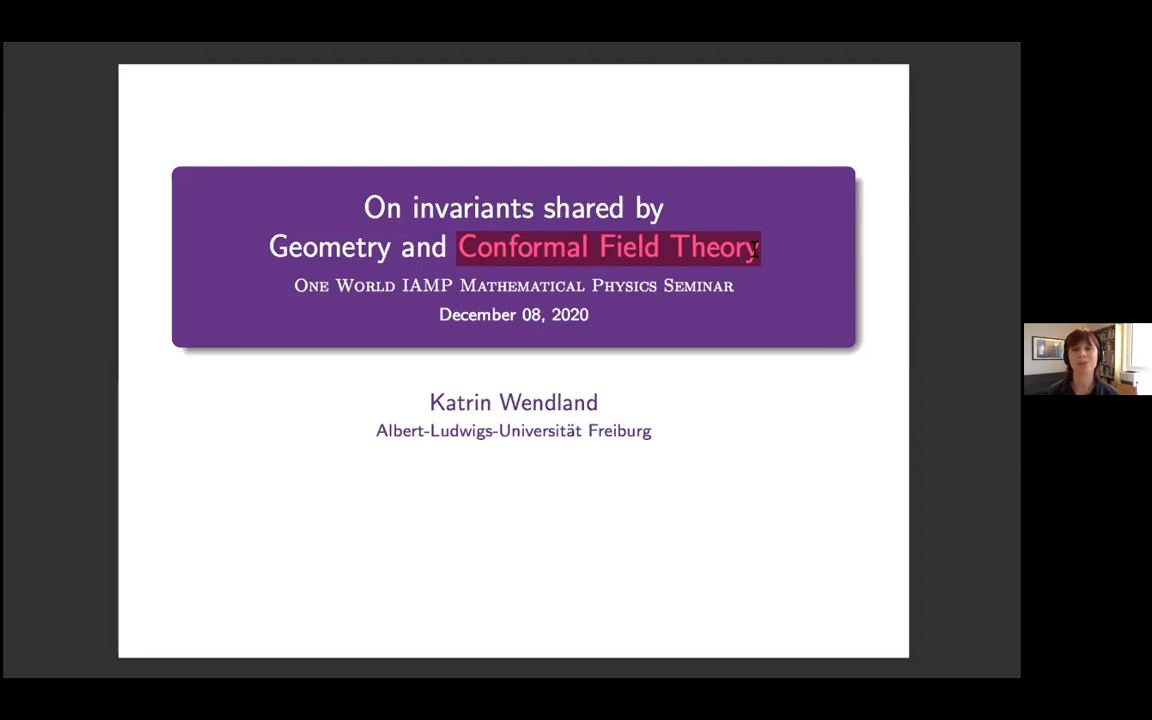 On invariants shared by
Geometry and Conformal Field Theory
One World IAMP Mathematical Physics Seminar
December 08, 2020
Katrin Wendland
Albert-Ludwigs-Universität Freiburg